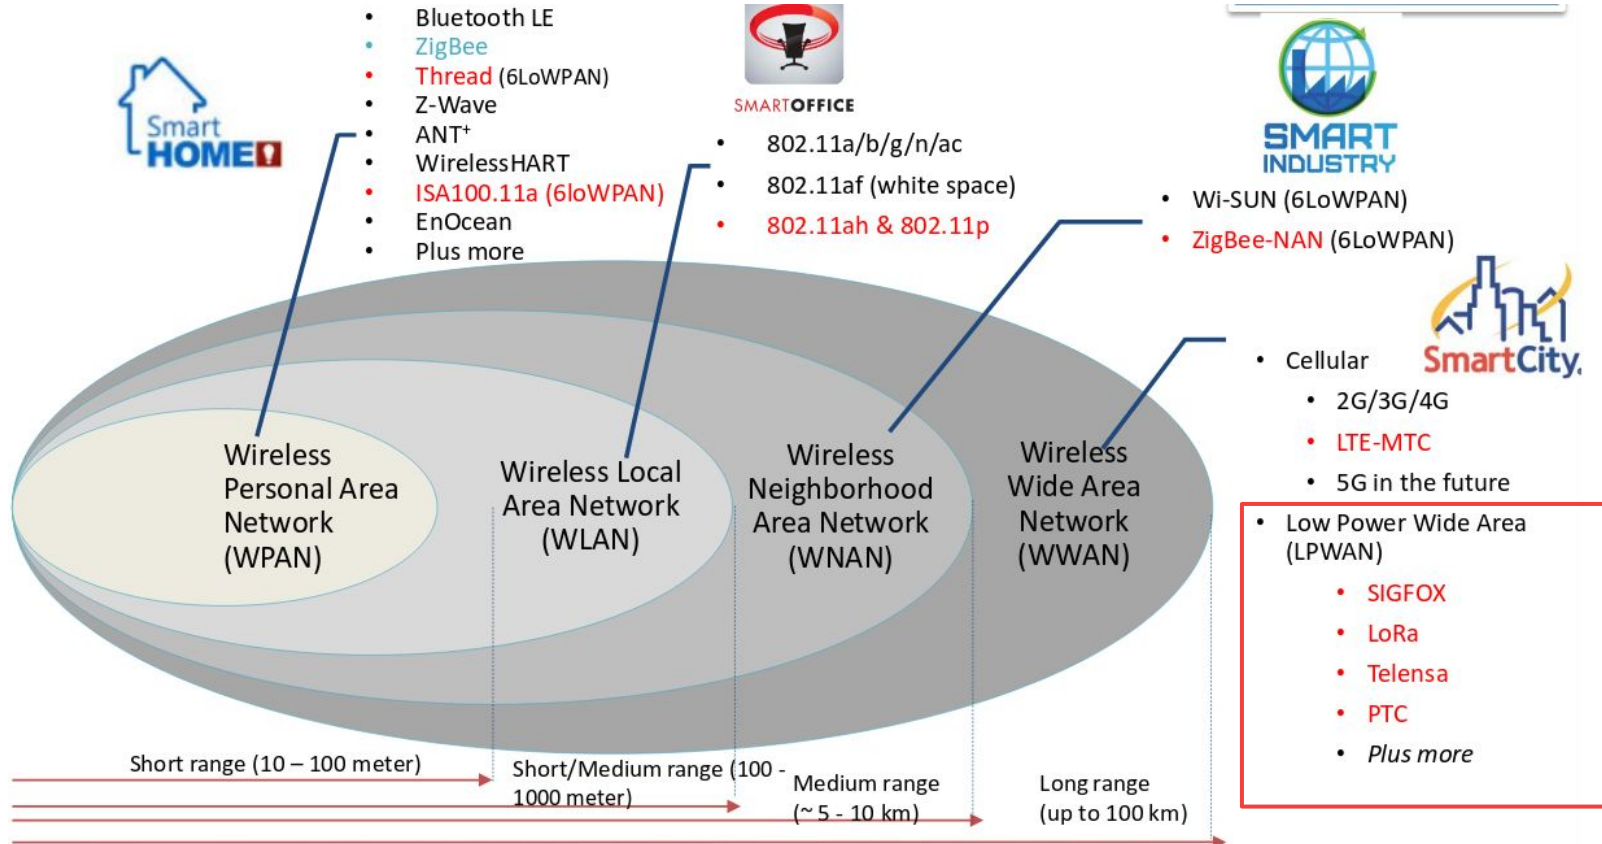 Smart
HOME
• Bluetooth LE
• ZigBee
• Thread (6LoWPAN)
• Z-Wave
• ANT⁺
• WirelessHART
• ISA100.11a (6loWPAN)
• EnOcean
• Plus more
SMARTOFFICE
• 802.11a/b/g/n/ac
• 802.11af (white space)
• 802.11ah & 802.11p
SMART
INDUSTRY
• Wi-SUN (6LoWPAN)
• ZigBee-NAN (6LoWPAN)
SmartCity.
• Cellular
• 2G/3G/4G
• LTE-MTC
• 5G in the future
• Low Power Wide Area
(LPWAN)
• SIGFOX
• LoRa
• Telensa
• PTC
• Plus more
Wireless
Personal Area
Network
(WPAN)
Wireless Local
Area Network
(WLAN)
Wireless
Neighborhood
Area Network
(WNAN)
Wireless
Wide Area
Network
(WWAN)
Short range (10 – 100 meter)
Short/Medium range (100 -
1000 meter)
Medium range
(~ 5 - 10 km)
Long range
(up to 100 km)